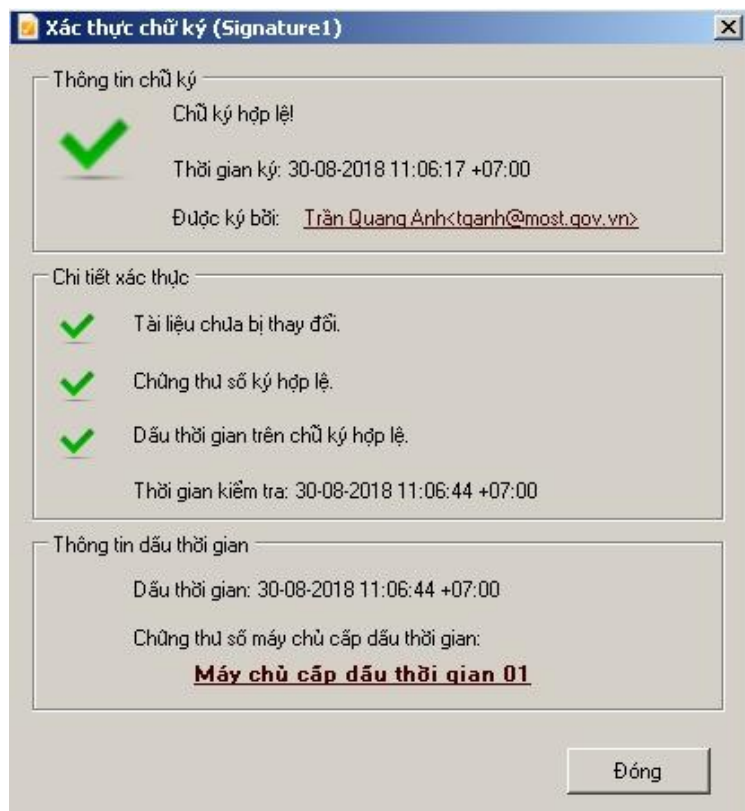 Xác thực chữ ký (Signature1)
Thông tin chữ ký
Chữ ký hợp lệ!
Thời gian ký: 30-08-2018 11:06:17 +07:00
Được ký bởi: Trần Quang Anh<tqanh@most.gov.vn>
Chi tiết xác thực
Tài liệu chưa bị thay đổi.
Chứng thư số ký hợp lệ.
Dấu thời gian trên chữ ký hợp lệ.
Thời gian kiểm tra: 30-08-2018 11:06:44 +07:00
Thông tin dấu thời gian
Dấu thời gian: 30-08-2018 11:06:44 +07:00
Chứng thư số máy chủ cấp dấu thời gian:
Máy chủ cấp dấu thời gian 01
Đóng